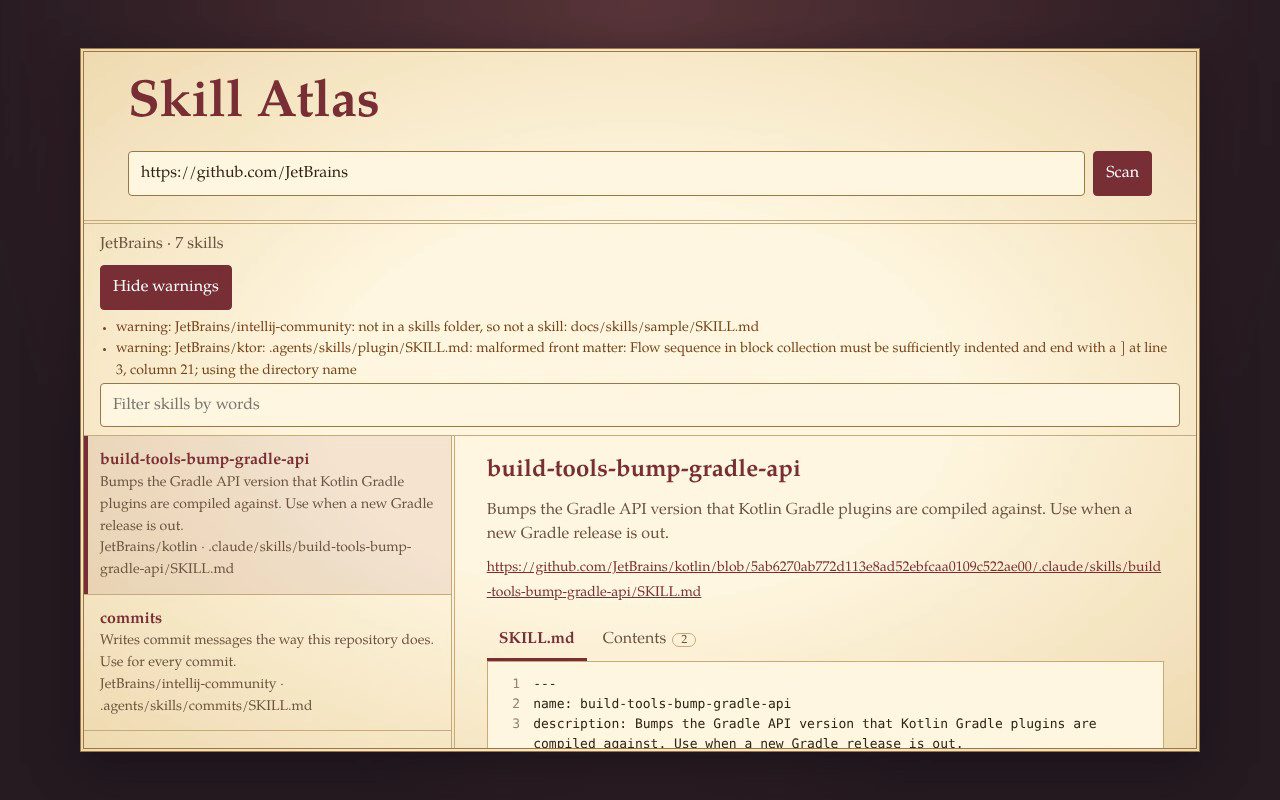 Skill Atlas
https://github.com/JetBrains
Scan
JetBrains · 7 skills
Hide warnings
• warning: JetBrains/intellij-community: not in a skills folder, so not a skill: docs/skills/sample/SKILL.md
• warning: JetBrains/ktor: .agents/skills/plugin/SKILL.md: malformed front matter: Flow sequence in block collection must be sufficiently indented and end with a ] at line
3, column 21; using the directory name
Filter skills by words
build-tools-bump-gradle-api
Bumps the Gradle API version that Kotlin Gradle
plugins are compiled against. Use when a new Gradle
release is out.
JetBrains/kotlin · .claude/skills/build-tools-bump-
gradle-api/SKILL.md
commits
Writes commit messages the way this repository does.
Use for every commit.
JetBrains/intellij-community ·
.agents/skills/commits/SKILL.md
build-tools-bump-gradle-api
Bumps the Gradle API version that Kotlin Gradle plugins are compiled against. Use when a
new Gradle release is out.
https://github.com/JetBrains/kotlin/blob/5ab6270ab772d113e8ad52ebfcaa0109c522ae00/.claude/skills/build
-tools-bump-gradle-api/SKILL.md
SKILL.md
Contents 2
1 ---
2 name: build-tools-bump-gradle-api
3 description: Bumps the Gradle API version that Kotlin Gradle plugins are
compiled against. Use when a new Gradle release is out.